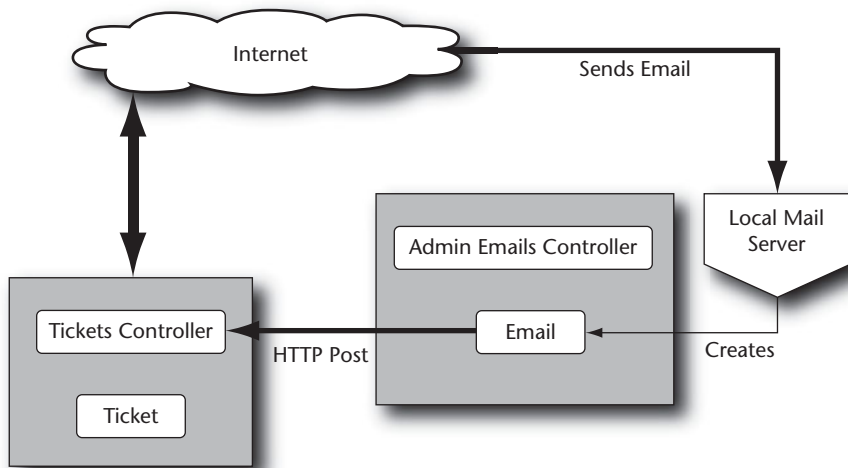 Internet
Sends Email
Local Mail
Server
Admin Emails Controller
Tickets Controller
HTTP Post
Email
Creates
Ticket